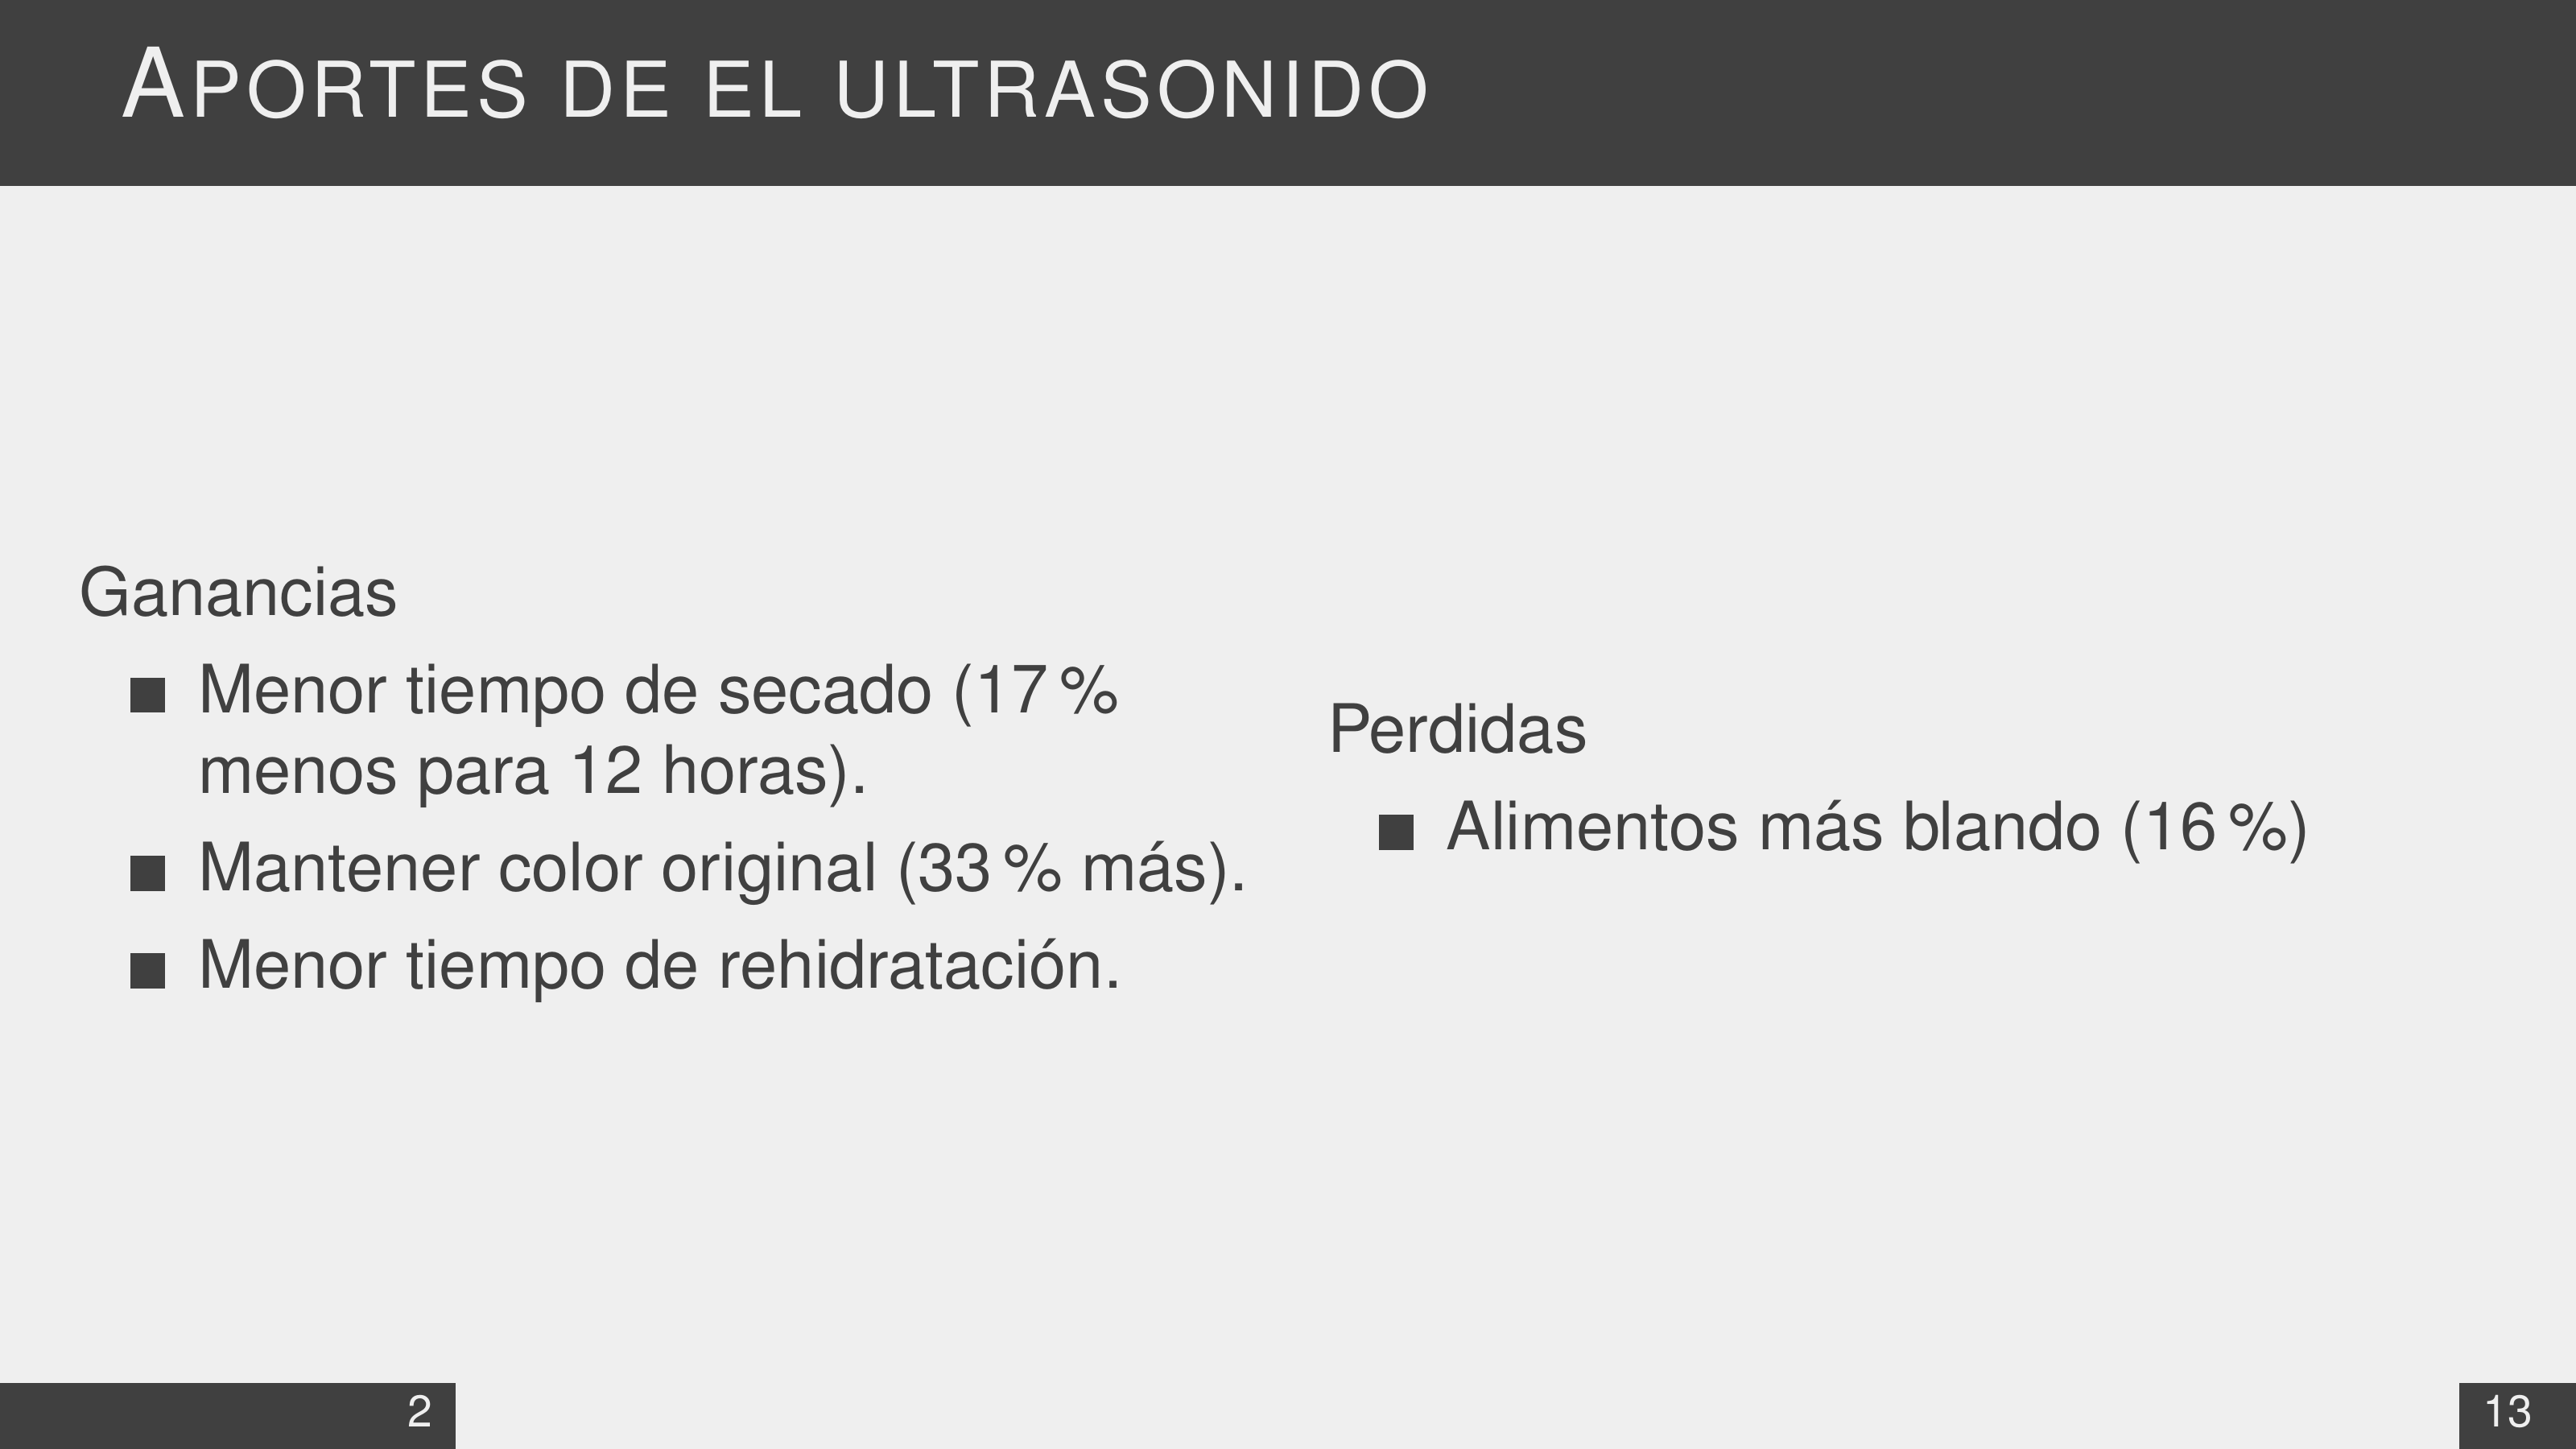 APORTES DE EL ULTRASONIDO
Ganancias
■ Menor tiempo de secado (17 %
menos para 12 horas).
■ Mantener color original (33 % más).
■ Menor tiempo de rehidratación.
Perdidas
■ Alimentos más blando (16 %)
2
13